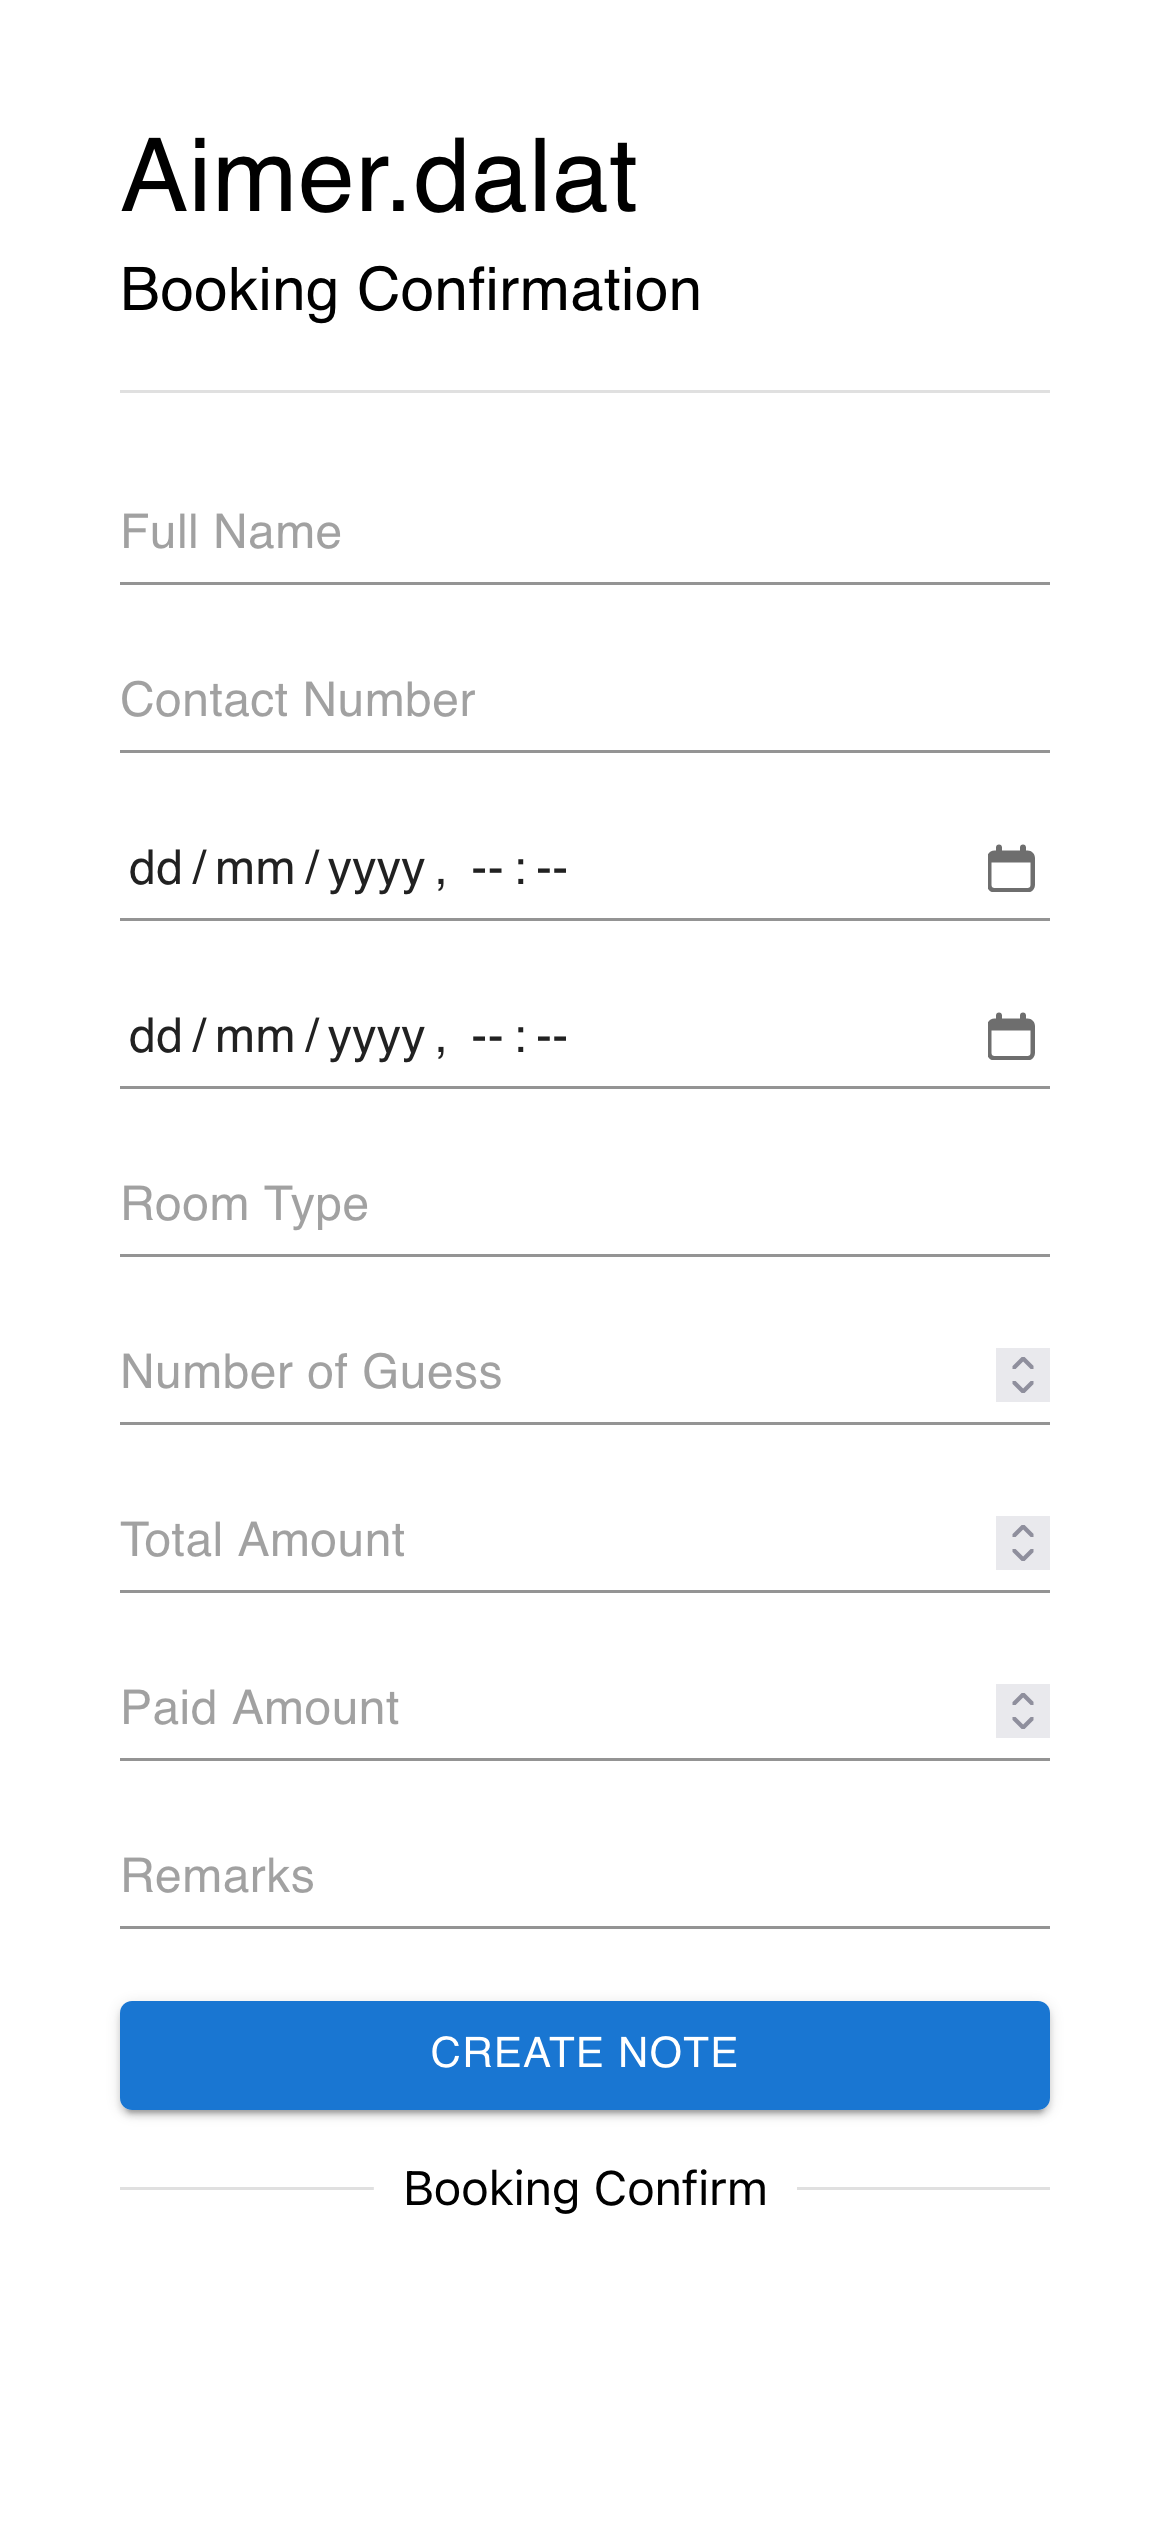 Aimer.dalat
Booking Confirmation
Full Name
Contact Number
dd/mm/yyyy, --:--
dd/mm/yyyy, --:--
Room Type
Number of Guess
Total Amount
Paid Amount
Remarks
CREATE NOTE
Booking Confirm